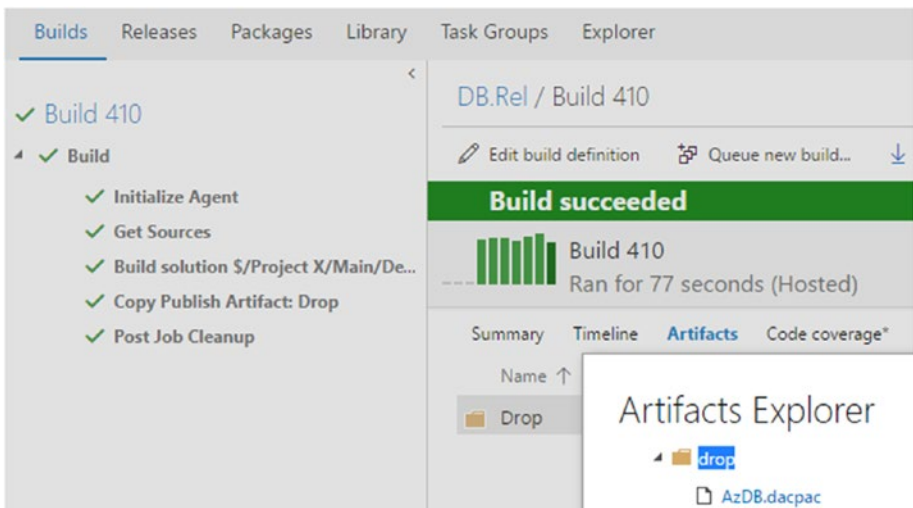 Builds Releases Packages Library Task Groups Explorer
Build 410
Build
Initialize Agent
Get Sources
Build solution $/Project X/Main/De...
Copy Publish Artifact: Drop
Post Job Cleanup
DB.Rel / Build 410
Edit build definition Queue new build...
Build succeeded
Build 410
Ran for 77 seconds (Hosted)
Summary Timeline Artifacts Code coverage*
Name ↑
Drop
Artifacts Explorer
drop
AzDB.dacpac